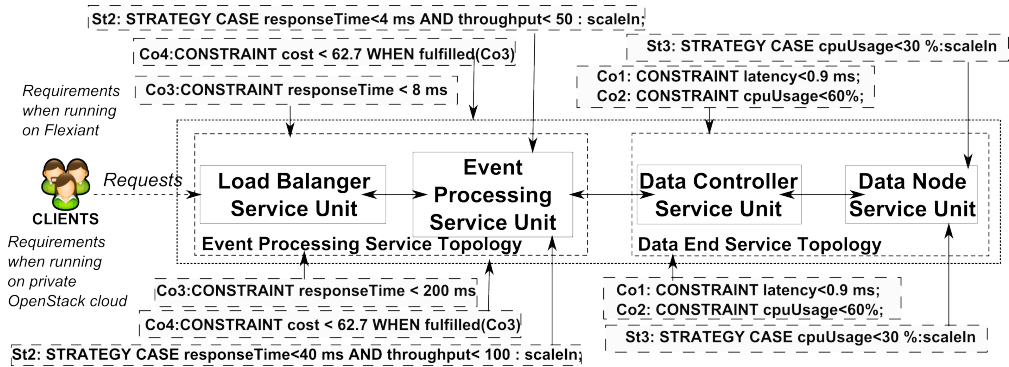 St2: STRATEGY CASE responseTime<4 ms AND throughput< 50 : scaleIn;
Co4:CONSTRAINT cost < 62.7 WHEN fulfilled(Co3)
St3: STRATEGY CASE cpuUsage<30 %:scaleIn
Co3:CONSTRAINT responseTime < 8 ms
Co1: CONSTRAINT latency<0.9 ms;
Co2: CONSTRAINT cpuUsage<60%;
Requirements
when running
on Flexiant
CLIENTS
Requests
Load Balanger
Service Unit
Event
Processing
Service Unit
Event Processing Service Topology
Data Controller
Service Unit
Data Node
Service Unit
Data End Service Topology
Requirements
when running
on private
OpenStack cloud
Co3:CONSTRAINT responseTime < 200 ms
Co4:CONSTRAINT cost < 62.7 WHEN fulfilled(Co3)
St2: STRATEGY CASE responseTime<40 ms AND throughput< 100 : scaleIn;
Co1: CONSTRAINT latency<0.9 ms;
Co2: CONSTRAINT cpuUsage<60%;
St3: STRATEGY CASE cpuUsage<30 %:scaleIn